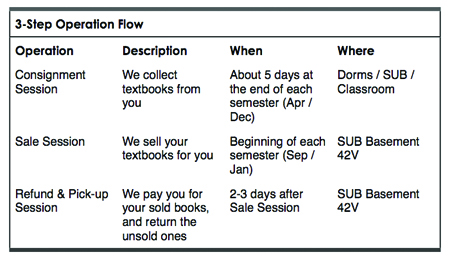 3-Step Operation Flow
Operation Description When Where
Consignment We collect About 5 days at Dorms / SUB /
Session textbooks from the end of each Classroom
you semester (Apr /
Dec)
Sale Session We sell your Beginning of each SUB Basement
textbooks for you semester (Sep / 42V
Jan)
Refund & Pick-up We pay you for 2-3 days after SUB Basement
Session your sold books, Sale Session 42V
and return the
unsold ones